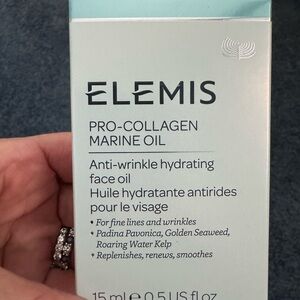 ELEMIS
PRO-COLLAGEN
MARINE OIL
Anti-wrinkle hydrating
face oil
Huile hydratante antirides
pour le visage
• For fine lines and wrinkles
• Padina Pavonica, Golden Seaweed,
Roaring Water Kelp
• Replenishes, renews, smoothes
15 ml ℮ 0.5 US fl oz